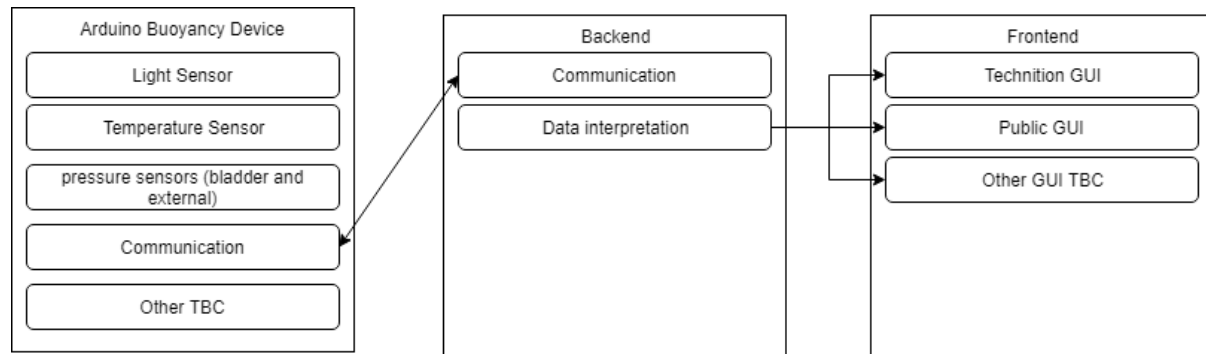 Arduino Buoyancy Device
Light Sensor
Temperature Sensor
pressure sensors (bladder and
external)
Communication
Other TBC
Backend
Communication
Data interpretation
Frontend
Technition GUI
Public GUI
Other GUI TBC